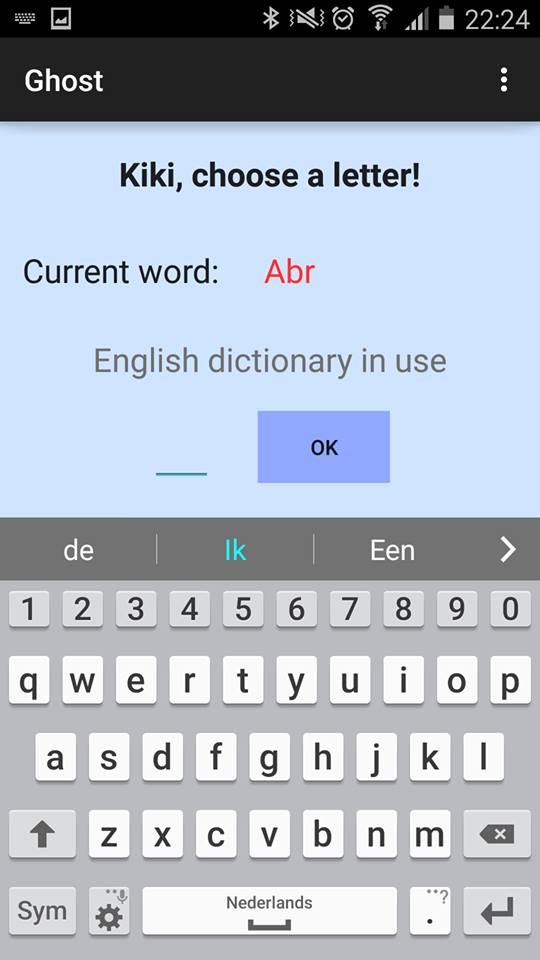 22:24
Ghost
Kiki, choose a letter!
Current word: Abr
English dictionary in use
OK
de Ik Een
1 2 3 4 5 6 7 8 9 0
q w e r t y u i o p
a s d f g h j k l
z x c v b n m
Sym Nederlands . ?